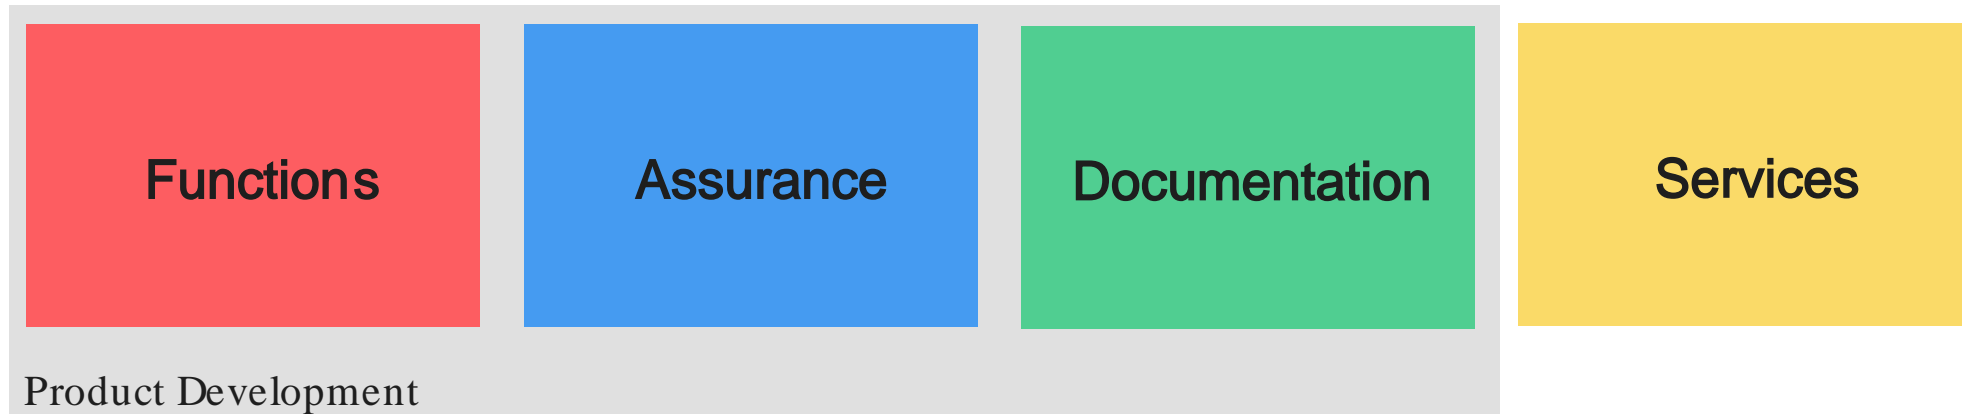 Functions
Assurance
Documentation
Services
Product Development